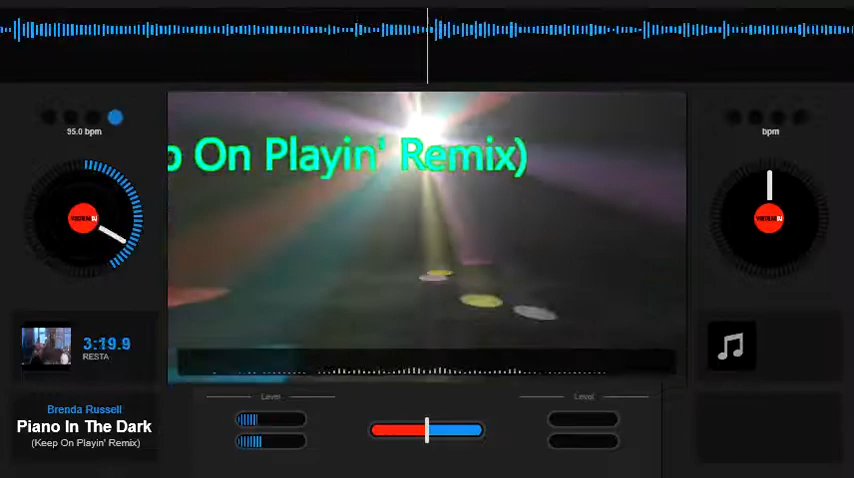 95.0 bpm
bpm
p On Playin' Remix)
3:19.9
RESTA
Level
Level
Brenda Russell
Piano In The Dark
(Keep On Playin' Remix)